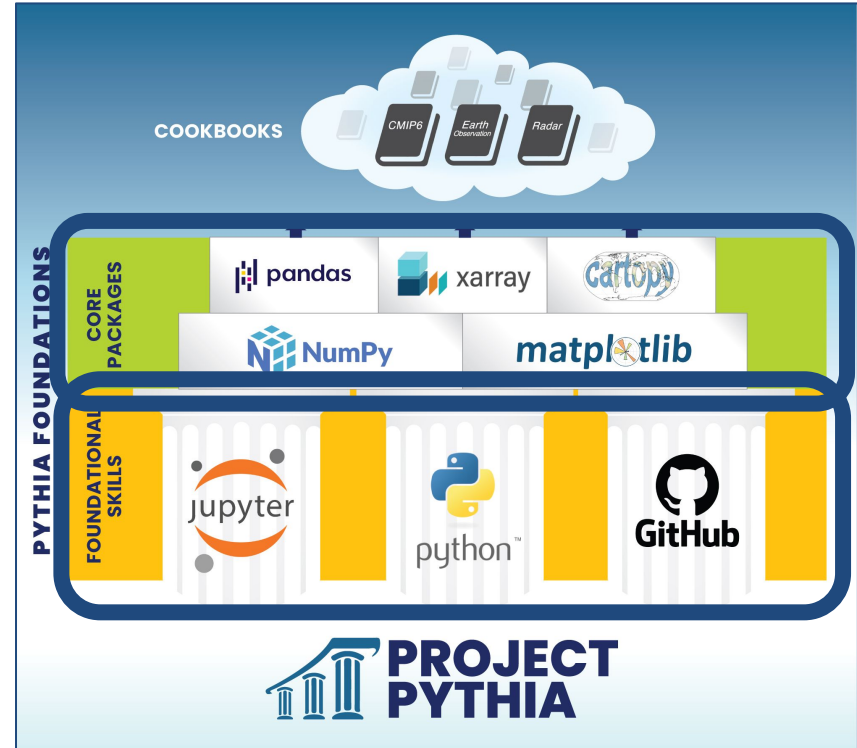 COOKBOOKS
CMIP6
Earth
Observation
Radar
PYTHIA FOUNDATIONS
CORE
PACKAGES
pandas
xarray
cartopy
NumPy
matplotlib
FOUNDATIONAL
SKILLS
jupyter
python™
GitHub
PROJECT
PYTHIA